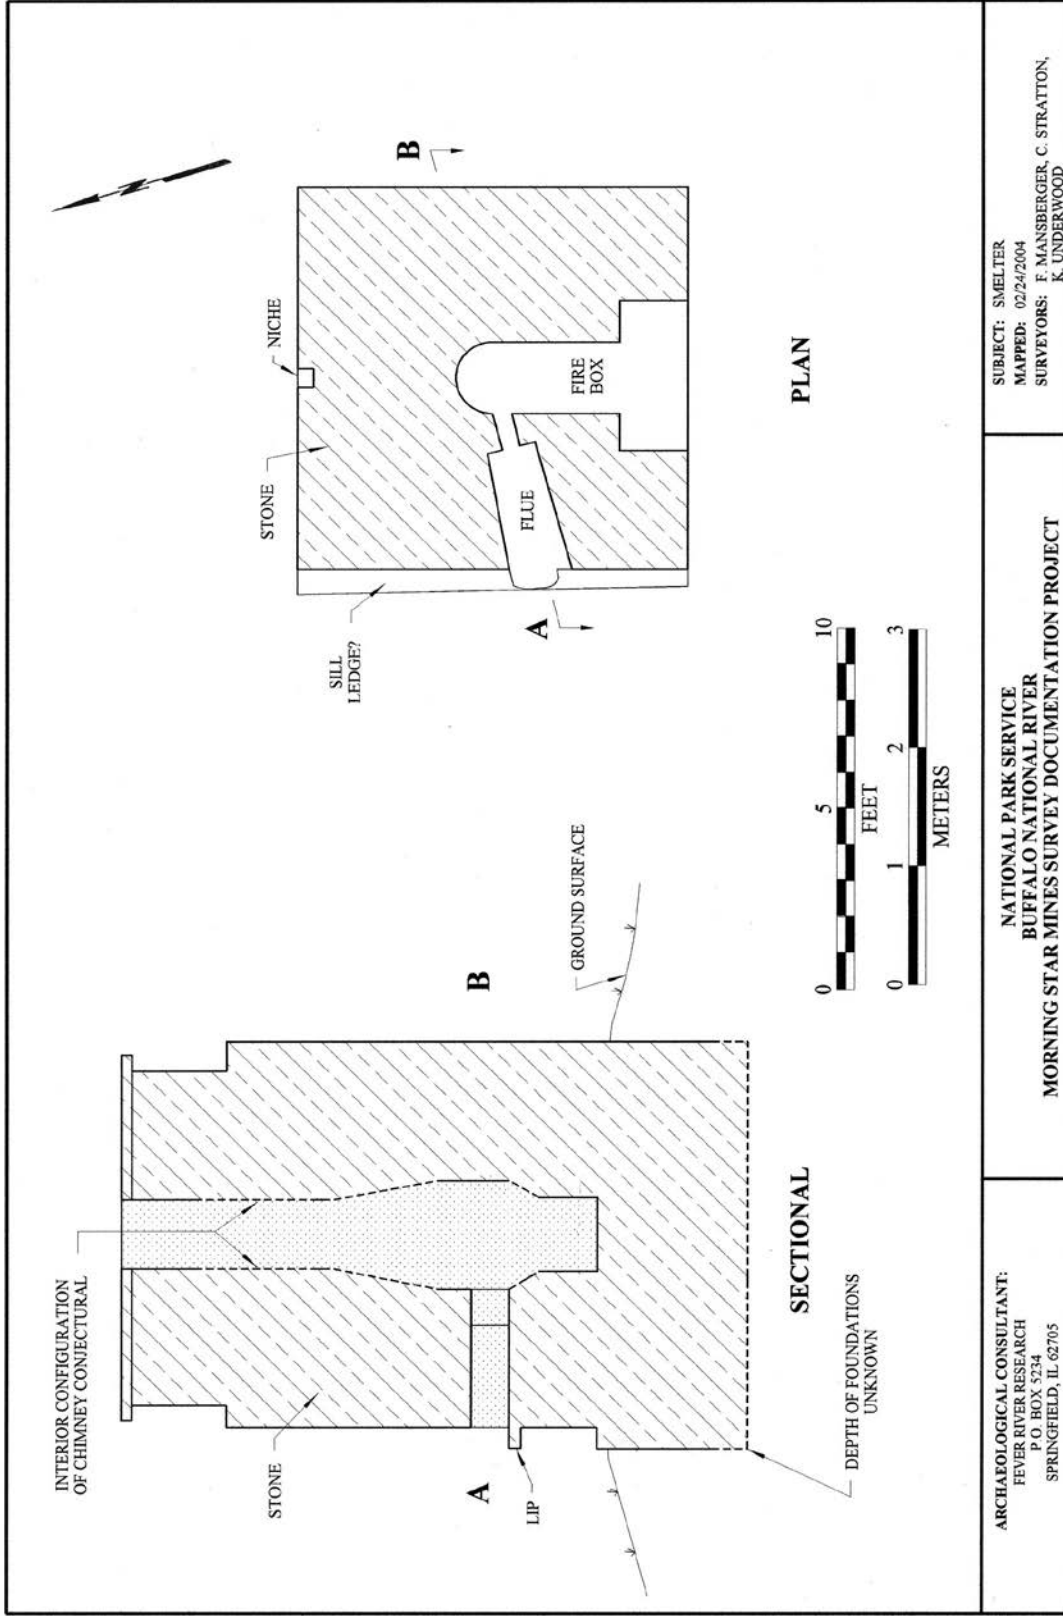 INTERIOR CONFIGURATION
OF CHIMNEY CONJECTURAL
STONE
A
B
LIP
GROUND SURFACE
DEPTH OF FOUNDATIONS
UNKNOWN
SECTIONAL
N
STONE
NICHE
B
SILL
LEDGE?
FLUE
FIRE
BOX
A
PLAN
0 5 10
FEET
0 1 2 3
METERS
ARCHAEOLOGICAL CONSULTANT:
FEVER RIVER RESEARCH
P.O. BOX 5234
SPRINGFIELD, IL 62705
NATIONAL PARK SERVICE
BUFFALO NATIONAL RIVER
MORNING STAR MINES SURVEY DOCUMENTATION PROJECT
SUBJECT: SMELTER
MAPPED: 02/24/2004
SURVEYORS: F. MANSBERGER, C. STRATTON,
K. UNDERWOOD